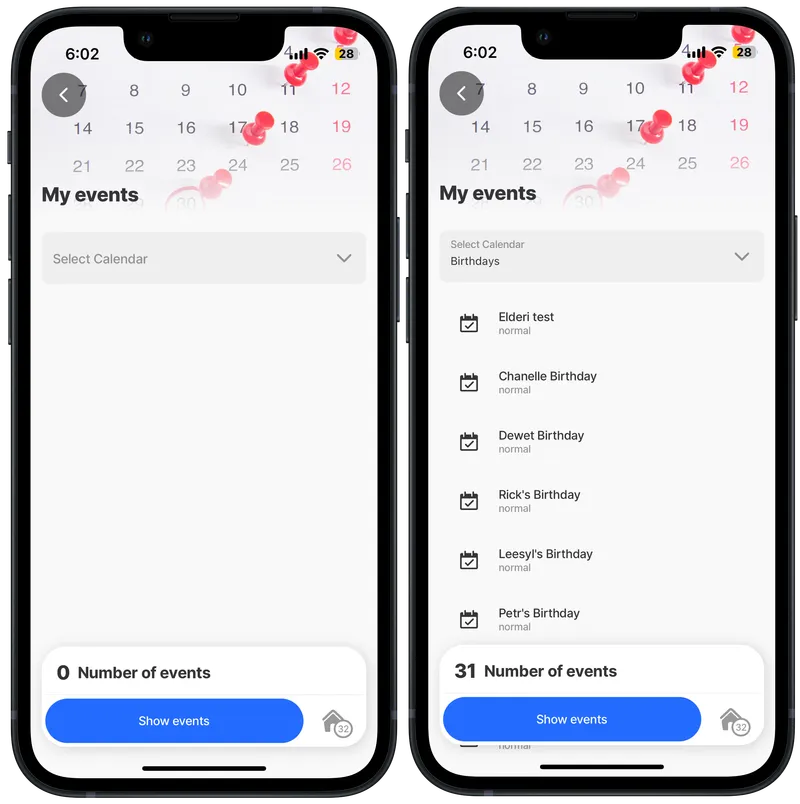 6:02
4
28
7 8 9 10 11 12
14 15 16 17 18 19
21 22 23 24 25 26
30
My events
Select Calendar
0 Number of events
Show events
32
6:02
4
28
7 8 9 10 11 12
14 15 16 17 18 19
21 22 23 24 25 26
30
My events
Select Calendar
Birthdays
Elderi test
normal
Chanelle Birthday
normal
Dewet Birthday
normal
Rick's Birthday
normal
Leesyl's Birthday
normal
Petr's Birthday
normal
31 Number of events
Show events
32
normal